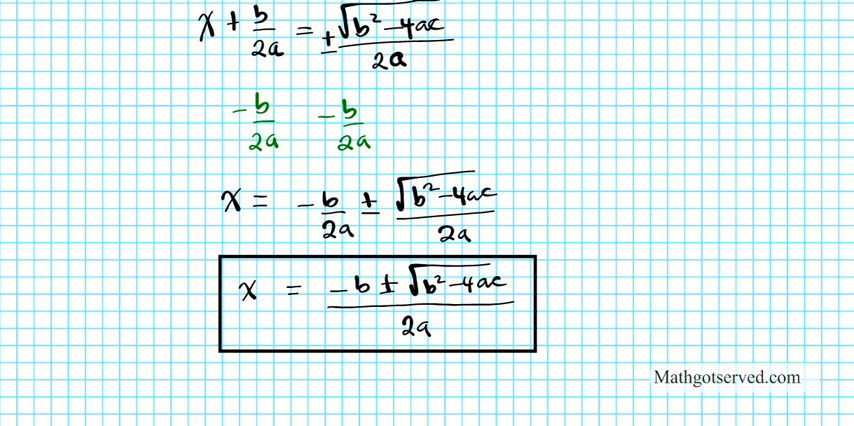 x + b/2a = ±√(b² - 4ac)/2a
-b/2a -b/2a
x = -b/2a ± √(b² - 4ac)/2a
x = (-b ± √(b² - 4ac))/2a
Mathgotserved.com